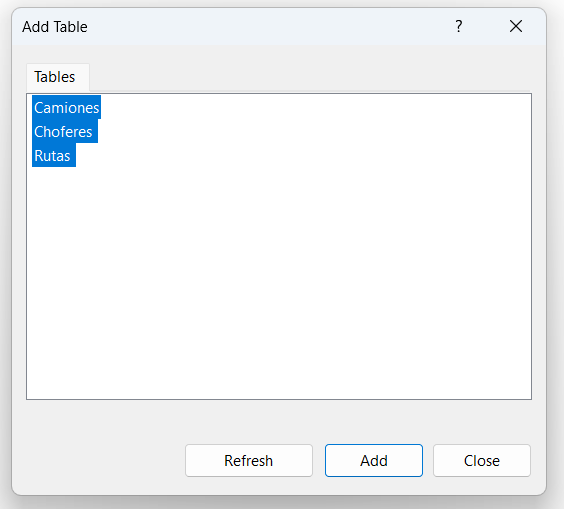 Add Table ?
Tables
Camiones
Choferes
Rutas
Refresh Add Close